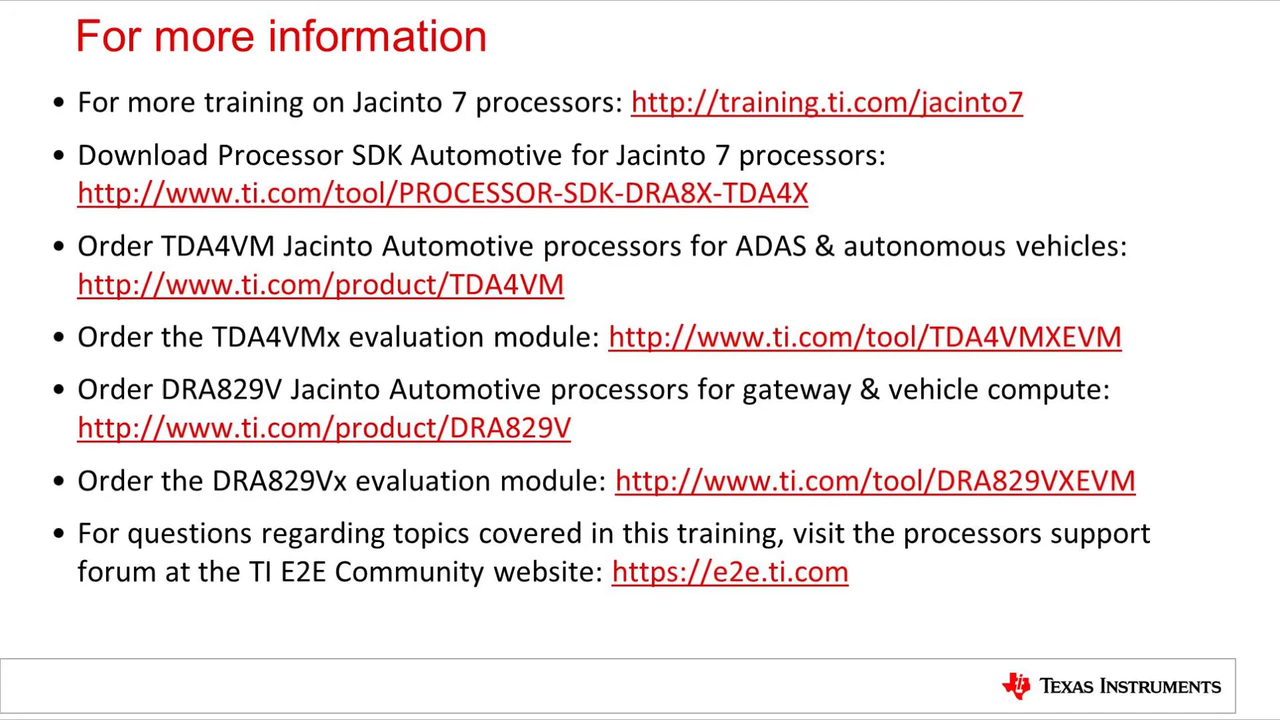 For more information
• For more training on Jacinto 7 processors: http://training.ti.com/jacinto7
• Download Processor SDK Automotive for Jacinto 7 processors:
http://www.ti.com/tool/PROCESSOR-SDK-DRA8X-TDA4X
• Order TDA4VM Jacinto Automotive processors for ADAS & autonomous vehicles:
http://www.ti.com/product/TDA4VM
• Order the TDA4VMx evaluation module: http://www.ti.com/tool/TDA4VMXEVM
• Order DRA829V Jacinto Automotive processors for gateway & vehicle compute:
http://www.ti.com/product/DRA829V
• Order the DRA829Vx evaluation module: http://www.ti.com/tool/DRA829VXEVM
• For questions regarding topics covered in this training, visit the processors support
forum at the TI E2E Community website: https://e2e.ti.com
TEXAS INSTRUMENTS